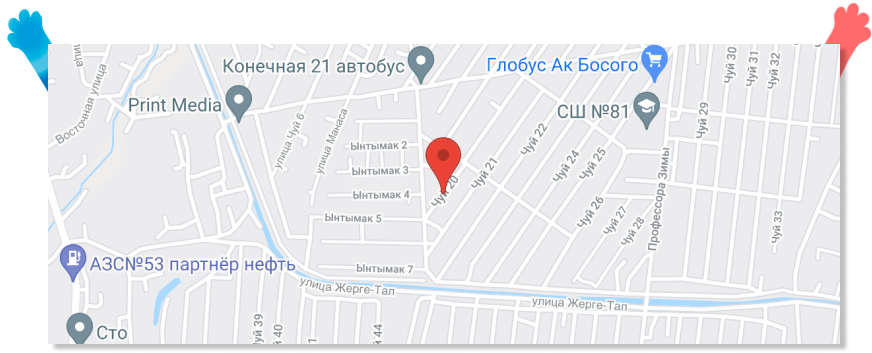 Восточная улица
Конечная 21 автобус
Print Media
улица Чуй 6
улица Манаса
Ынтымак 2
Ынтымак 3
Ынтымак 4
Ынтымак 5
Ынтымак 7
Чуй 20
Чуй 21
Чуй 22
Чуй 24
Чуй 25
Чуй 26
Чуй 27
Чуй 28
Глобус Ак Босого
СШ №81
Профессора Зимы
Чуй 29
Чуй 30
Чуй 31
Чуй 32
Чуй 33
АЗС№53 партнёр нефть
улица Жерге-Тал
улица Жерге-Тал
Сто
уй 39
й 40
й 44